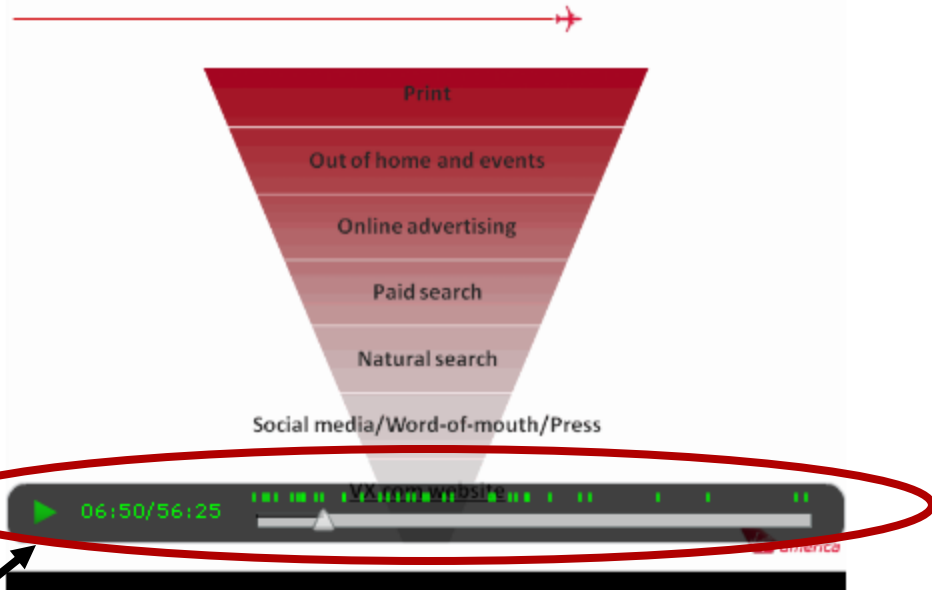 Print
Out of home and events
Online advertising
Paid search
Natural search
Social media/Word-of-mouth/Press
VX.com website
06:50/56:25
america